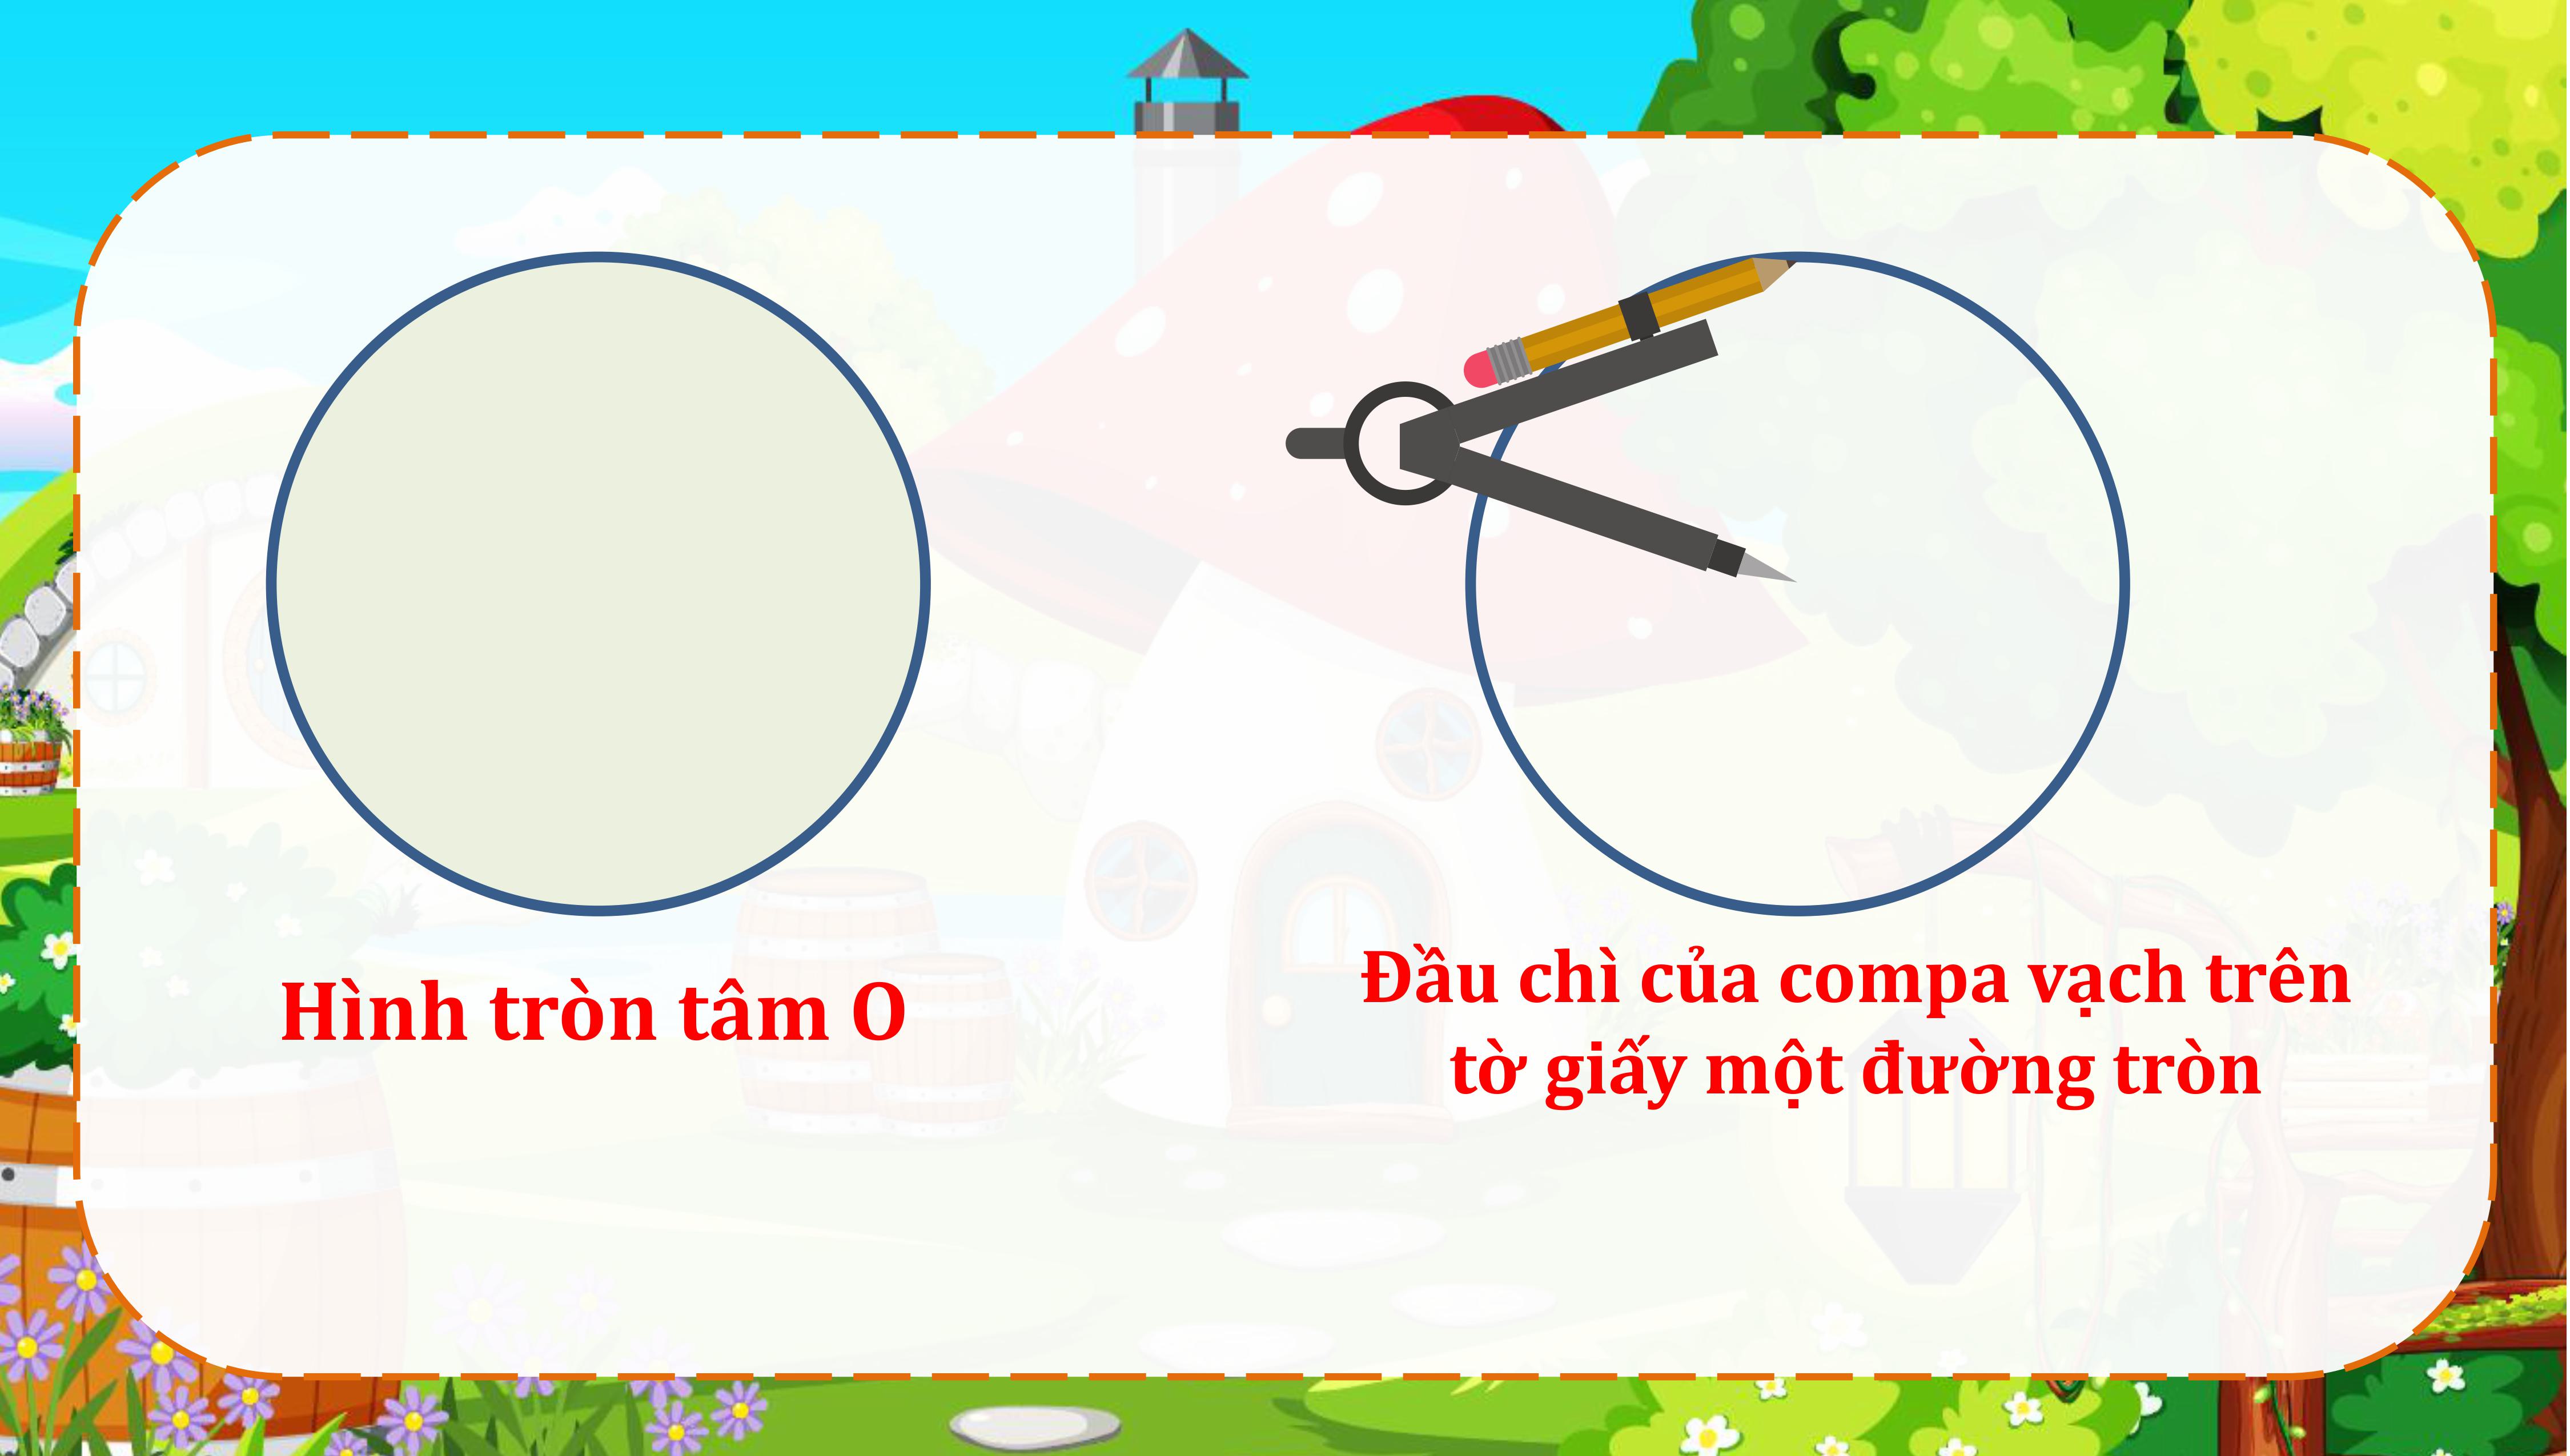 Hình tròn tâm O
Đầu chì của compa vạch trên
tờ giấy một đường tròn